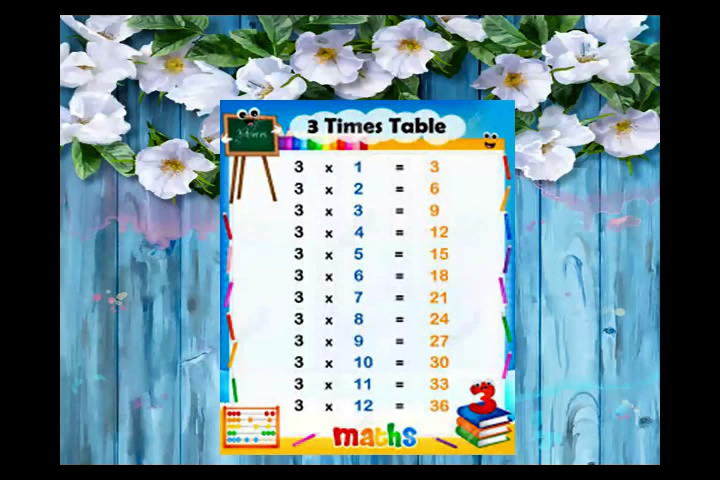 3 Times Table
3 x 1 = 3
3 x 2 = 6
3 x 3 = 9
3 x 4 = 12
3 x 5 = 15
3 x 6 = 18
3 x 7 = 21
3 x 8 = 24
3 x 9 = 27
3 x 10 = 30
3 x 11 = 33
3 x 12 = 36
3
maths